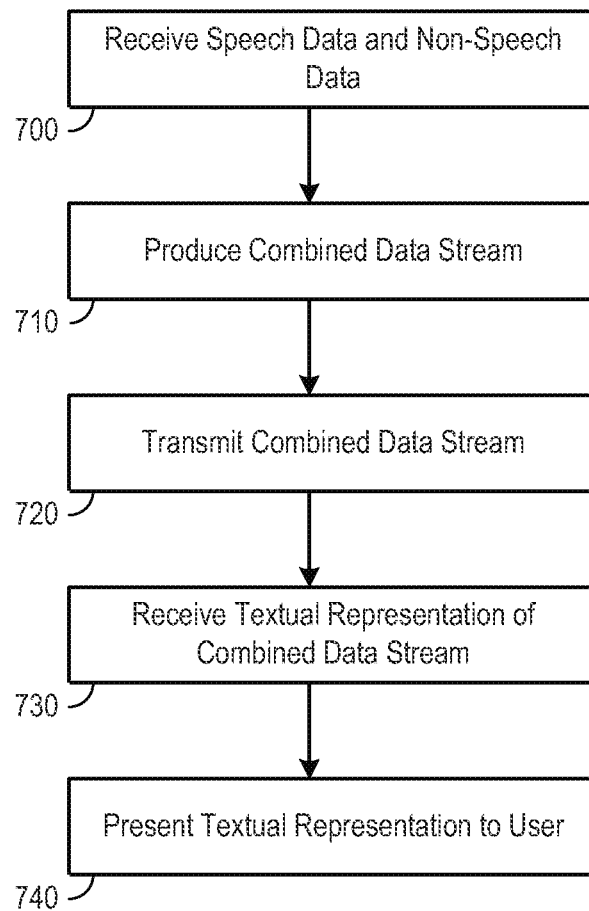 Receive Speech Data and Non-Speech
Data
700
Produce Combined Data Stream
710
Transmit Combined Data Stream
720
Receive Textual Representation of
Combined Data Stream
730
Present Textual Representation to User
740